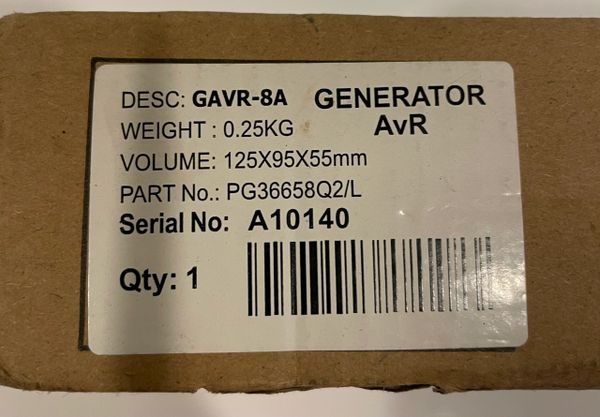 DESC: GAVR-8A GENERATOR
AvR
WEIGHT : 0.25KG
VOLUME: 125X95X55mm
PART No.: PG36658Q2/L
Serial No: A10140
Qty: 1